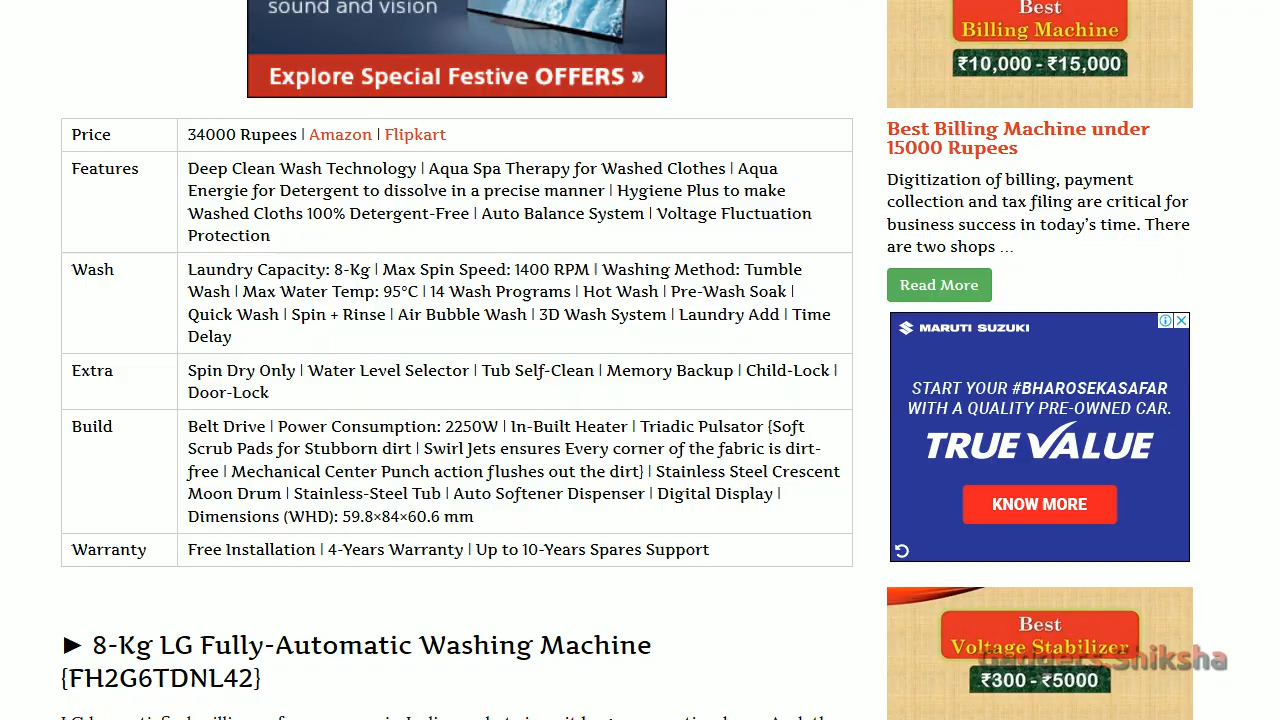 sound and vision
Explore Special Festive OFFERS »
Price
34000 Rupees | Amazon | Flipkart
Features
Deep Clean Wash Technology | Aqua Spa Therapy for Washed Clothes | Aqua
Energie for Detergent to dissolve in a precise manner | Hygiene Plus to make
Washed Cloths 100% Detergent-Free | Auto Balance System | Voltage Fluctuation
Protection
Wash
Laundry Capacity: 8-Kg | Max Spin Speed: 1400 RPM | Washing Method: Tumble
Wash | Max Water Temp: 95°C | 14 Wash Programs | Hot Wash | Pre-Wash Soak |
Quick Wash | Spin + Rinse | Air Bubble Wash | 3D Wash System | Laundry Add | Time
Delay
Extra
Spin Dry Only | Water Level Selector | Tub Self-Clean | Memory Backup | Child-Lock |
Door-Lock
Build
Belt Drive | Power Consumption: 2250W | In-Built Heater | Triadic Pulsator {Soft
Scrub Pads for Stubborn dirt | Swirl Jets ensures Every corner of the fabric is dirt-
free | Mechanical Center Punch action flushes out the dirt} | Stainless Steel Crescent
Moon Drum | Stainless-Steel Tub | Auto Softener Dispenser | Digital Display |
Dimensions (WHD): 59.8×84×60.6 mm
Warranty
Free Installation | 4-Years Warranty | Up to 10-Years Spares Support
► 8-Kg LG Fully-Automatic Washing Machine
{FH2G6TDNL42}
Best
Billing Machine
₹10,000 - ₹15,000
Best Billing Machine under
15000 Rupees
Digitization of billing, payment
collection and tax filing are critical for
business success in today's time. There
are two shops ...
Read More
MARUTI SUZUKI
START YOUR #BHAROSEKASAFAR
WITH A QUALITY PRE-OWNED CAR.
TRUE VALUE
KNOW MORE
Best
Voltage Stabilizer
₹300 - ₹5000